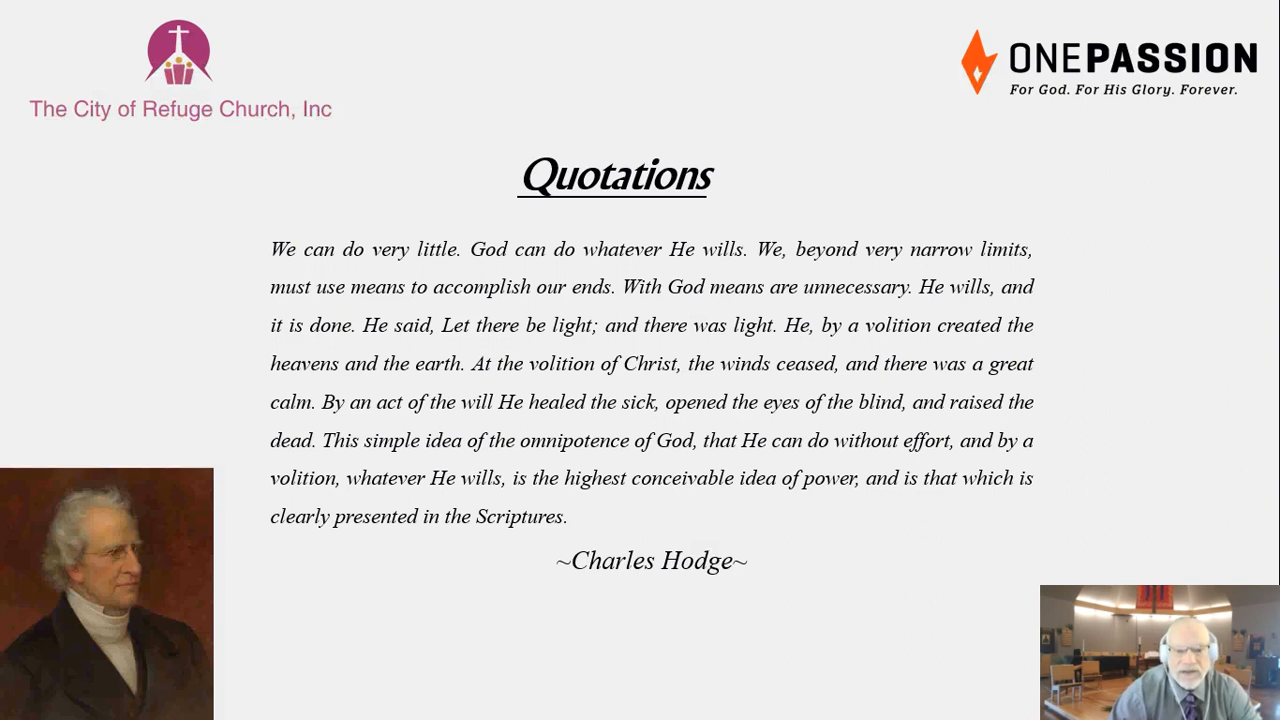 The City of Refuge Church, Inc
ONEPASSION
For God. For His Glory. Forever.
Quotations
We can do very little. God can do whatever He wills. We, beyond very narrow limits,
must use means to accomplish our ends. With God means are unnecessary. He wills, and
it is done. He said, Let there be light; and there was light. He, by a volition created the
heavens and the earth. At the volition of Christ, the winds ceased, and there was a great
calm. By an act of the will He healed the sick, opened the eyes of the blind, and raised the
dead. This simple idea of the omnipotence of God, that He can do without effort, and by a
volition, whatever He wills, is the highest conceivable idea of power, and is that which is
clearly presented in the Scriptures.
~Charles Hodge~